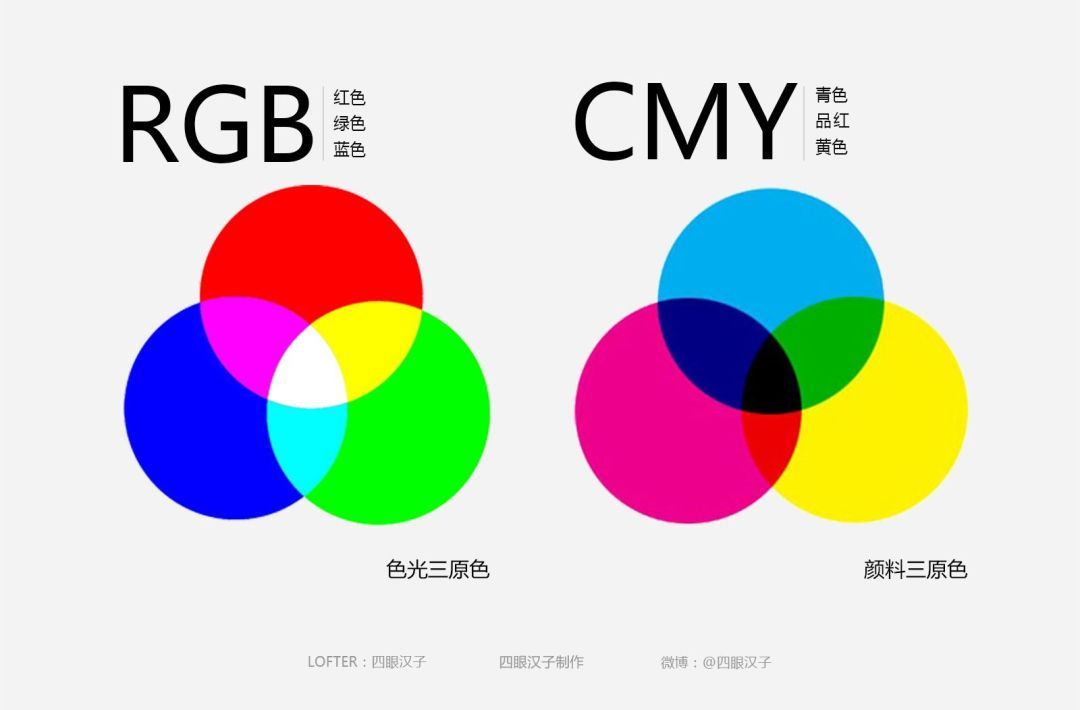 RGB
红色
绿色
蓝色
CMY
青色
品红
黄色
色光三原色
颜料三原色
LOFTER：四眼汉子
四眼汉子制作
微博：@四眼汉子